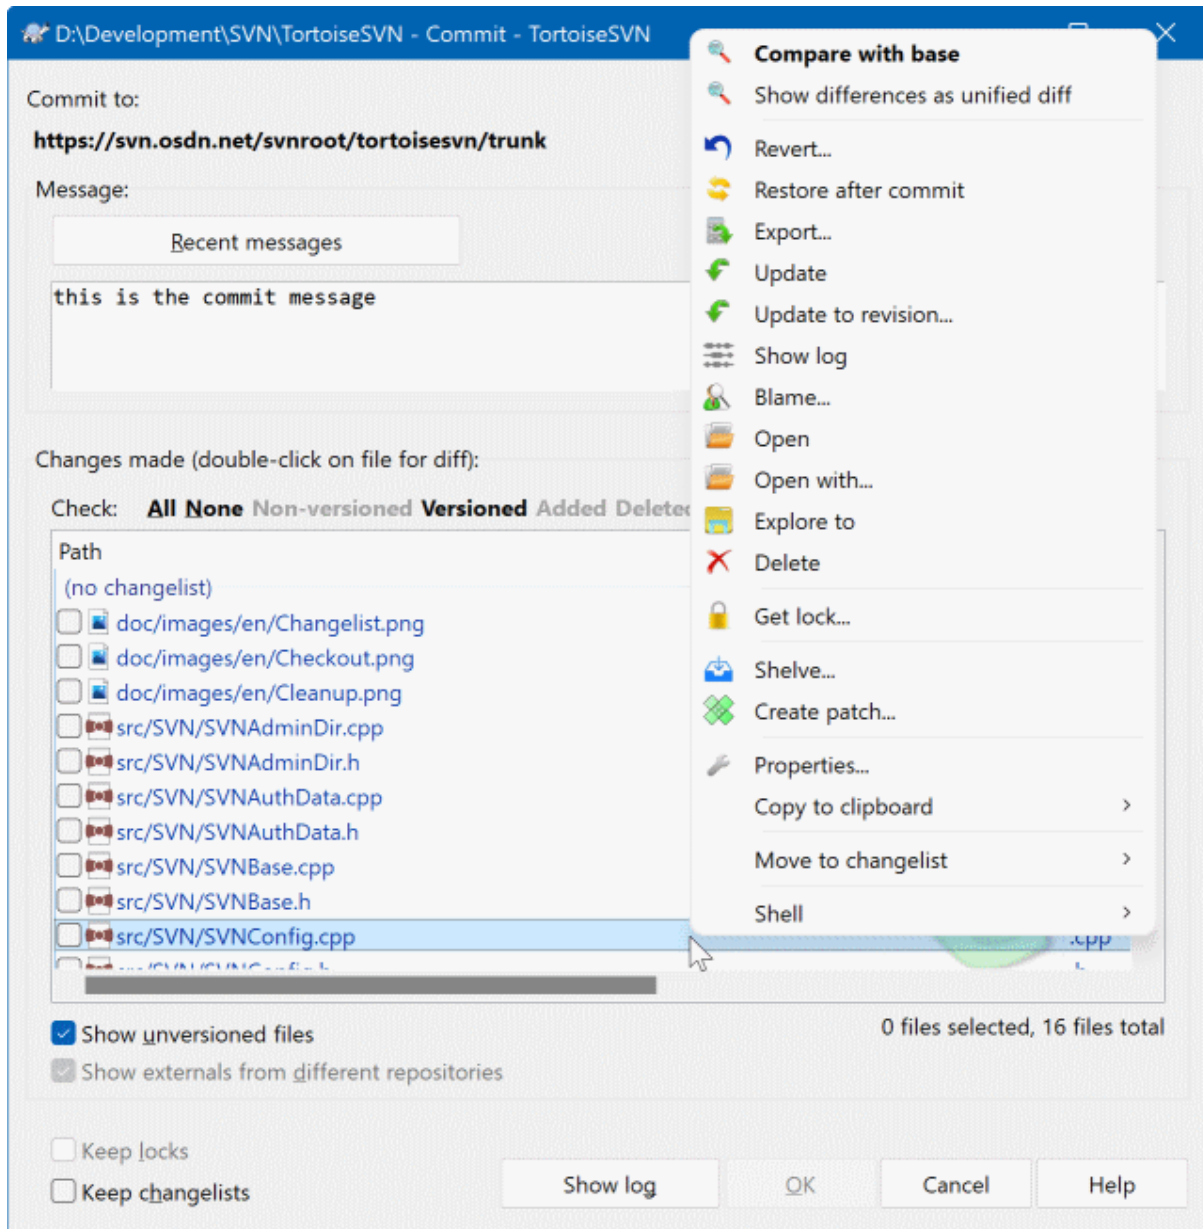 D:\Development\SVN\TortoiseSVN - Commit - TortoiseSVN
Commit to:
https://svn.osdn.net/svnroot/tortoisesvn/trunk
Message:
Recent messages
this is the commit message
Changes made (double-click on file for diff):
Check: All None Non-versioned Versioned Added Deleted
Path
(no changelist)
doc/images/en/Changelist.png
doc/images/en/Checkout.png
doc/images/en/Cleanup.png
src/SVN/SVNAdminDir.cpp
src/SVN/SVNAdminDir.h
src/SVN/SVNAuthData.cpp
src/SVN/SVNAuthData.h
src/SVN/SVNBase.cpp
src/SVN/SVNBase.h
src/SVN/SVNConfig.cpp
.cpp
Compare with base
Show differences as unified diff
Revert...
Restore after commit
Export...
Update
Update to revision...
Show log
Blame...
Open
Open with...
Explore to
Delete
Get lock...
Shelve...
Create patch...
Properties...
Copy to clipboard
Move to changelist
Shell
Show unversioned files
0 files selected, 16 files total
Show externals from different repositories
Keep locks
Keep changelists
Show log
OK
Cancel
Help